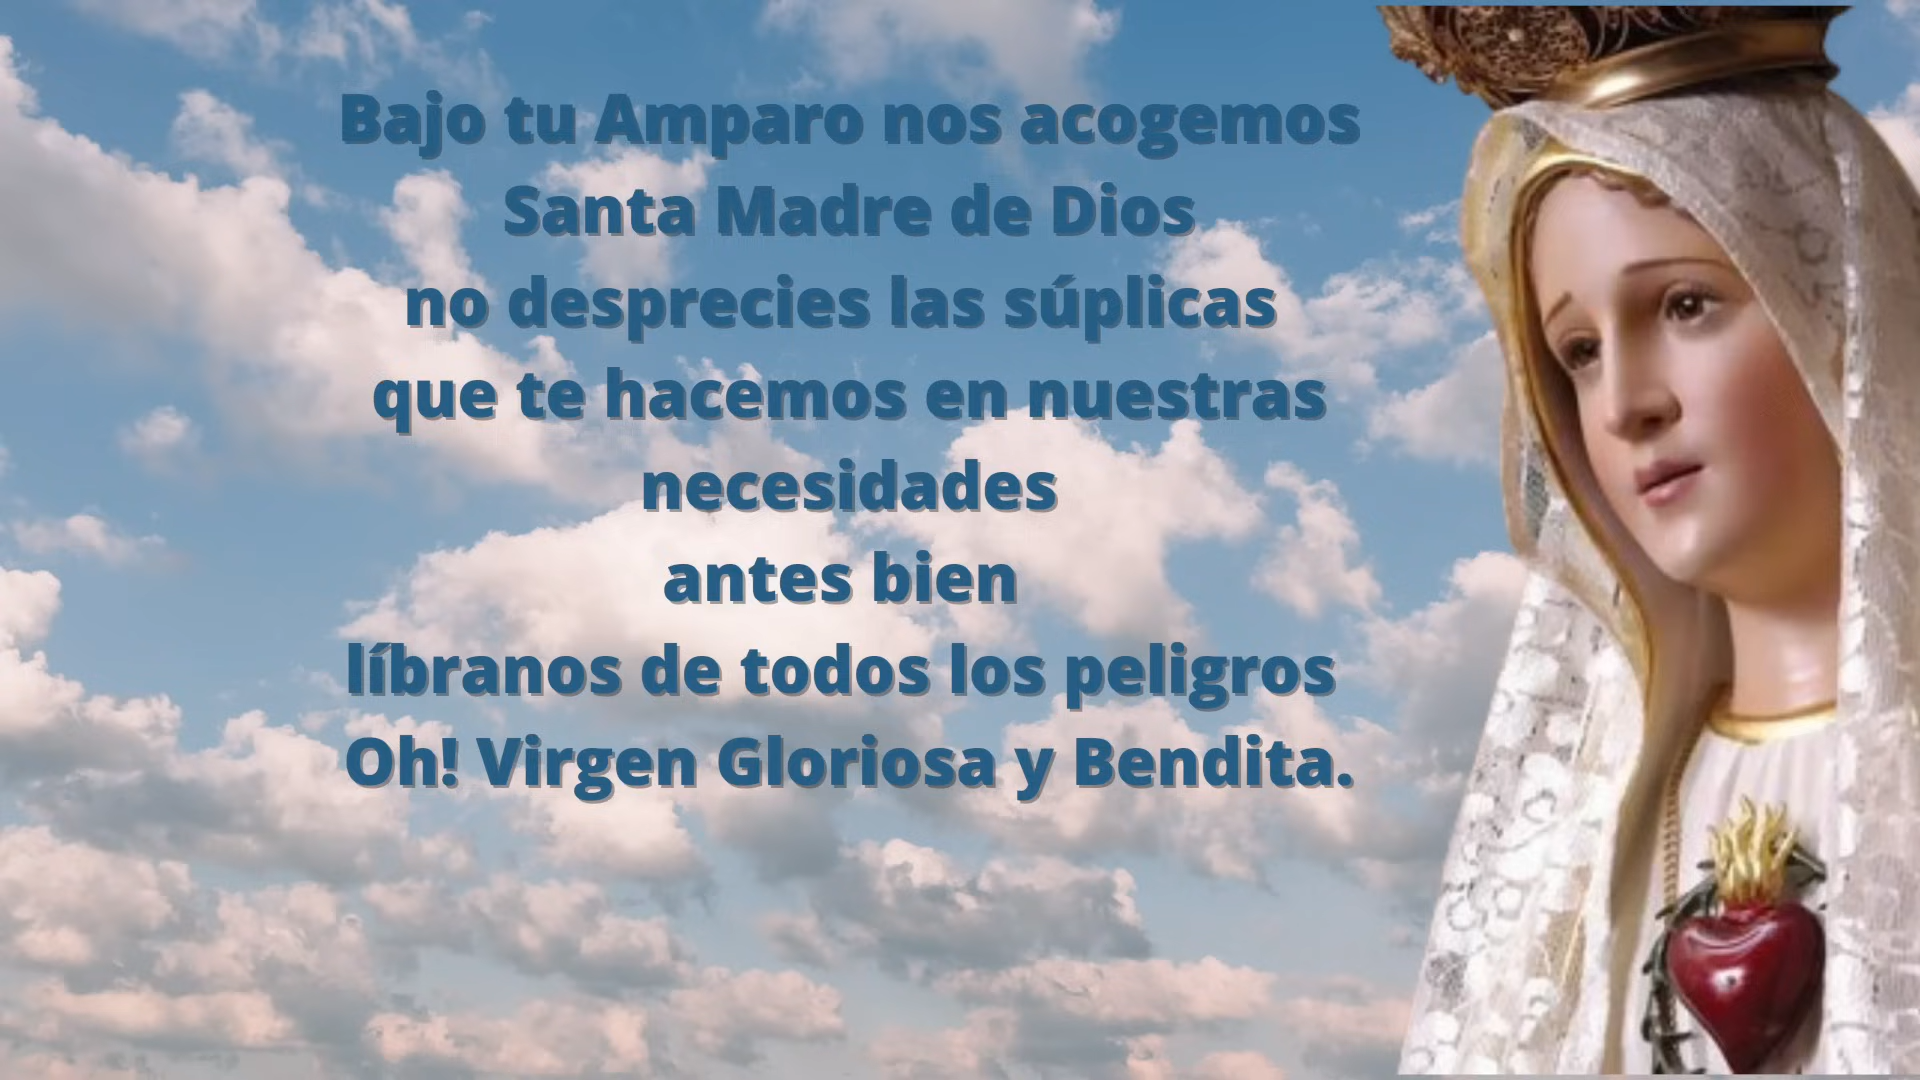 Bajo tu Amparo nos acogemos
Santa Madre de Dios
no desprecies las súplicas
que te hacemos en nuestras
necesidades
antes bien
líbranos de todos los peligros
Oh! Virgen Gloriosa y Bendita.